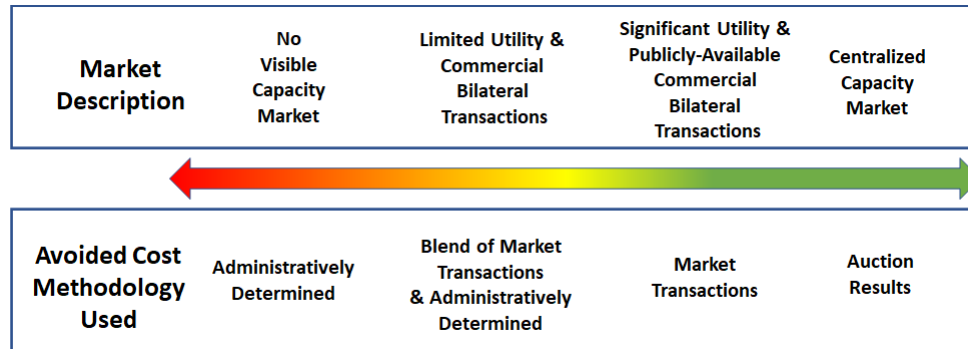 Market
Description
No
Visible
Capacity
Market
Limited Utility &
Commercial
Bilateral
Transactions
Significant Utility &
Publicly-Available
Commercial
Bilateral
Transactions
Centralized
Capacity
Market
Avoided Cost
Methodology
Used
Administratively
Determined
Blend of Market
Transactions
& Administratively
Determined
Market
Transactions
Auction
Results